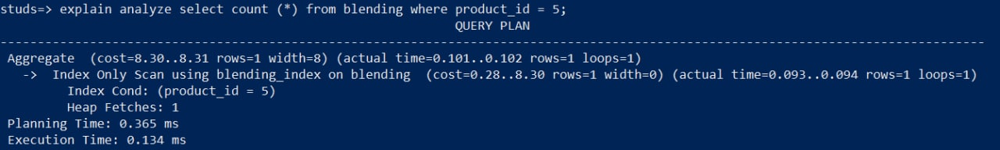 studs=> explain analyze select count (*) from blending where product_id = 5;
QUERY PLAN
-----------------------------------------------------------------------------------------------------------------------------------
Aggregate  (cost=8.30..8.31 rows=1 width=8) (actual time=0.101..0.102 rows=1 loops=1)
  ->  Index Only Scan using blending_index on blending  (cost=0.28..8.30 rows=1 width=0) (actual time=0.093..0.094 rows=1 loops=1)
        Index Cond: (product_id = 5)
        Heap Fetches: 1
Planning Time: 0.365 ms
Execution Time: 0.134 ms